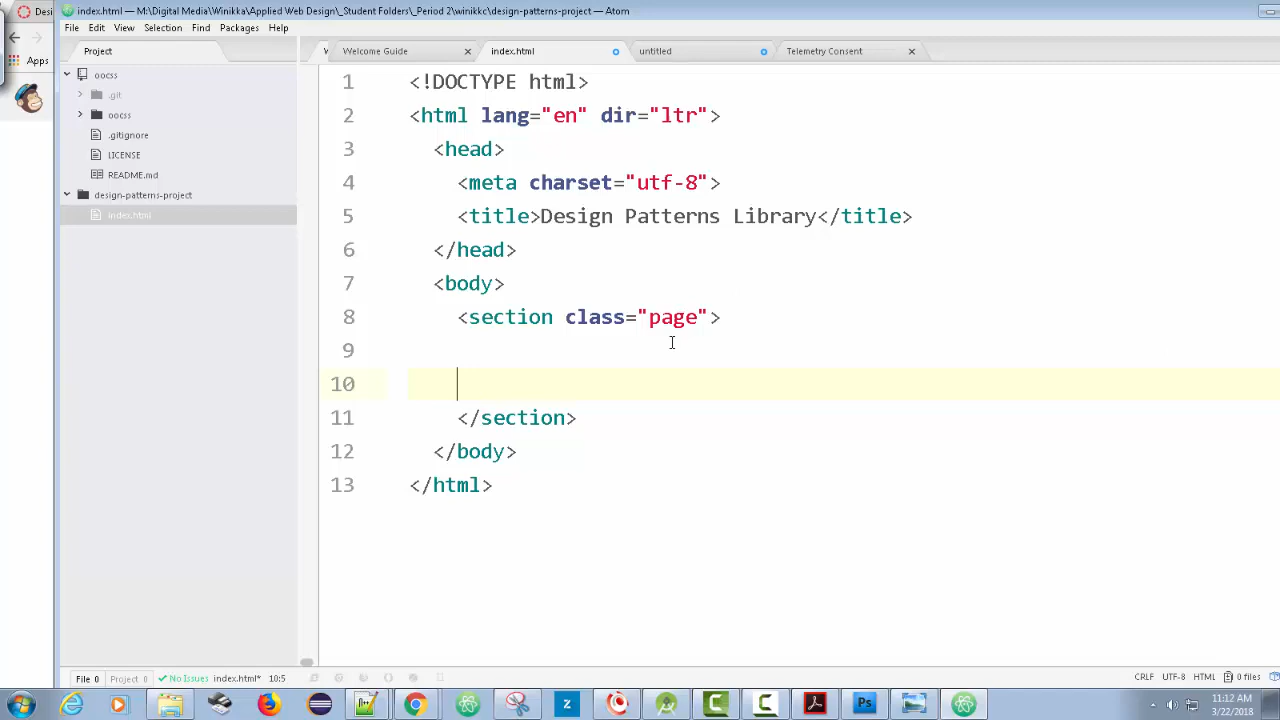 Desi
index.html — M:\Digital Media\Winikka\Applied Web Design\_Student Folders\_Period 2\winikkc\design-patterns-project — Atom
File Edit View Selection Find Packages Help
Apps
Project
oocss
.git
oocss
.gitignore
LICENSE
README.md
design-patterns-project
index.html
Welcome Guide
index.html
untitled
Telemetry Consent
1 <!DOCTYPE html>
2 <html lang="en" dir="ltr">
3 <head>
4 <meta charset="utf-8">
5 <title>Design Patterns Library</title>
6 </head>
7 <body>
8 <section class="page">
9
10
11 </section>
12 </body>
13 </html>
File 0 Project 0 No Issues index.html* 10:5
CRLF UTF-8 HTML 0 files
11:12 AM
3/22/2018